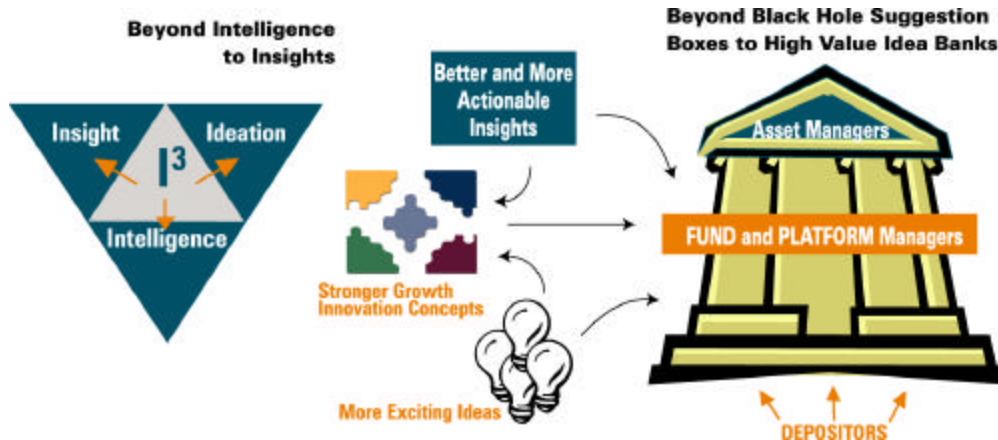 Beyond Intelligence
to Insights
Insight
Ideation
I³
Intelligence
Better and More
Actionable
Insights
Stronger Growth
Innovation Concepts
More Exciting Ideas
Beyond Black Hole Suggestion
Boxes to High Value Idea Banks
Asset Managers
FUND and PLATFORM Managers
DEPOSITORS